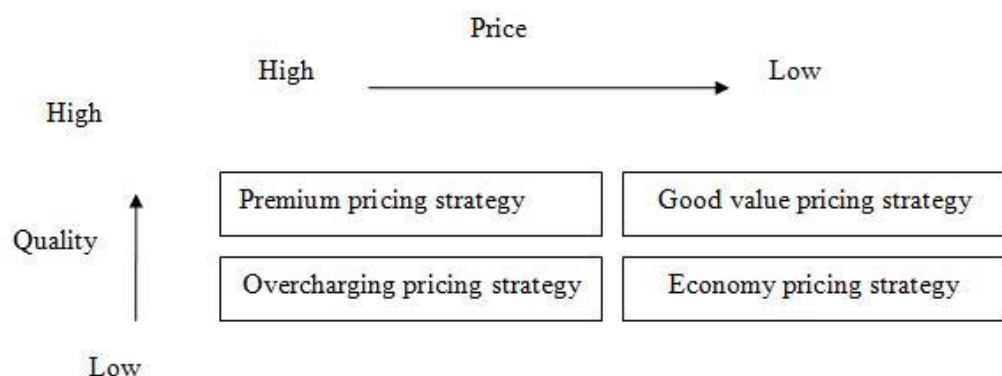 Price
High Low
High
Premium pricing strategy Good value pricing strategy
Quality
Overcharging pricing strategy Economy pricing strategy
Low